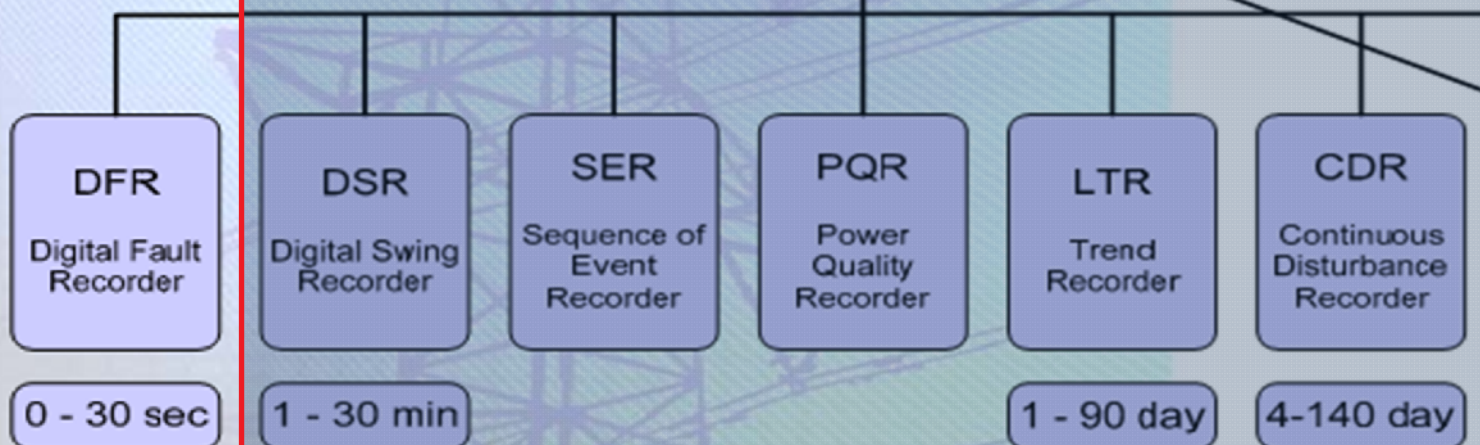 DFR
Digital Fault
Recorder
0 - 30 sec
DSR
Digital Swing
Recorder
1 - 30 min
SER
Sequence of
Event
Recorder
PQR
Power
Quality
Recorder
LTR
Trend
Recorder
1 - 90 day
CDR
Continuous
Disturbance
Recorder
4-140 day